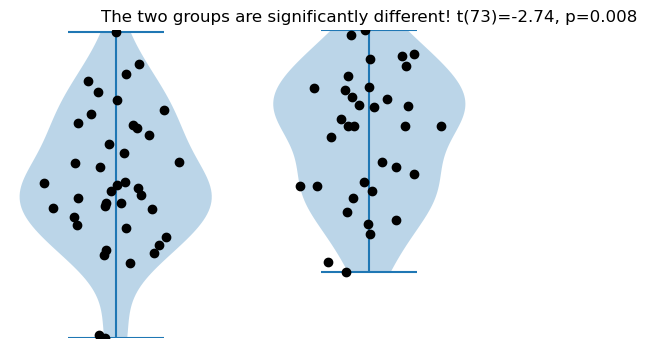 The two groups are significantly different! t(73)=-2.74, p=0.008